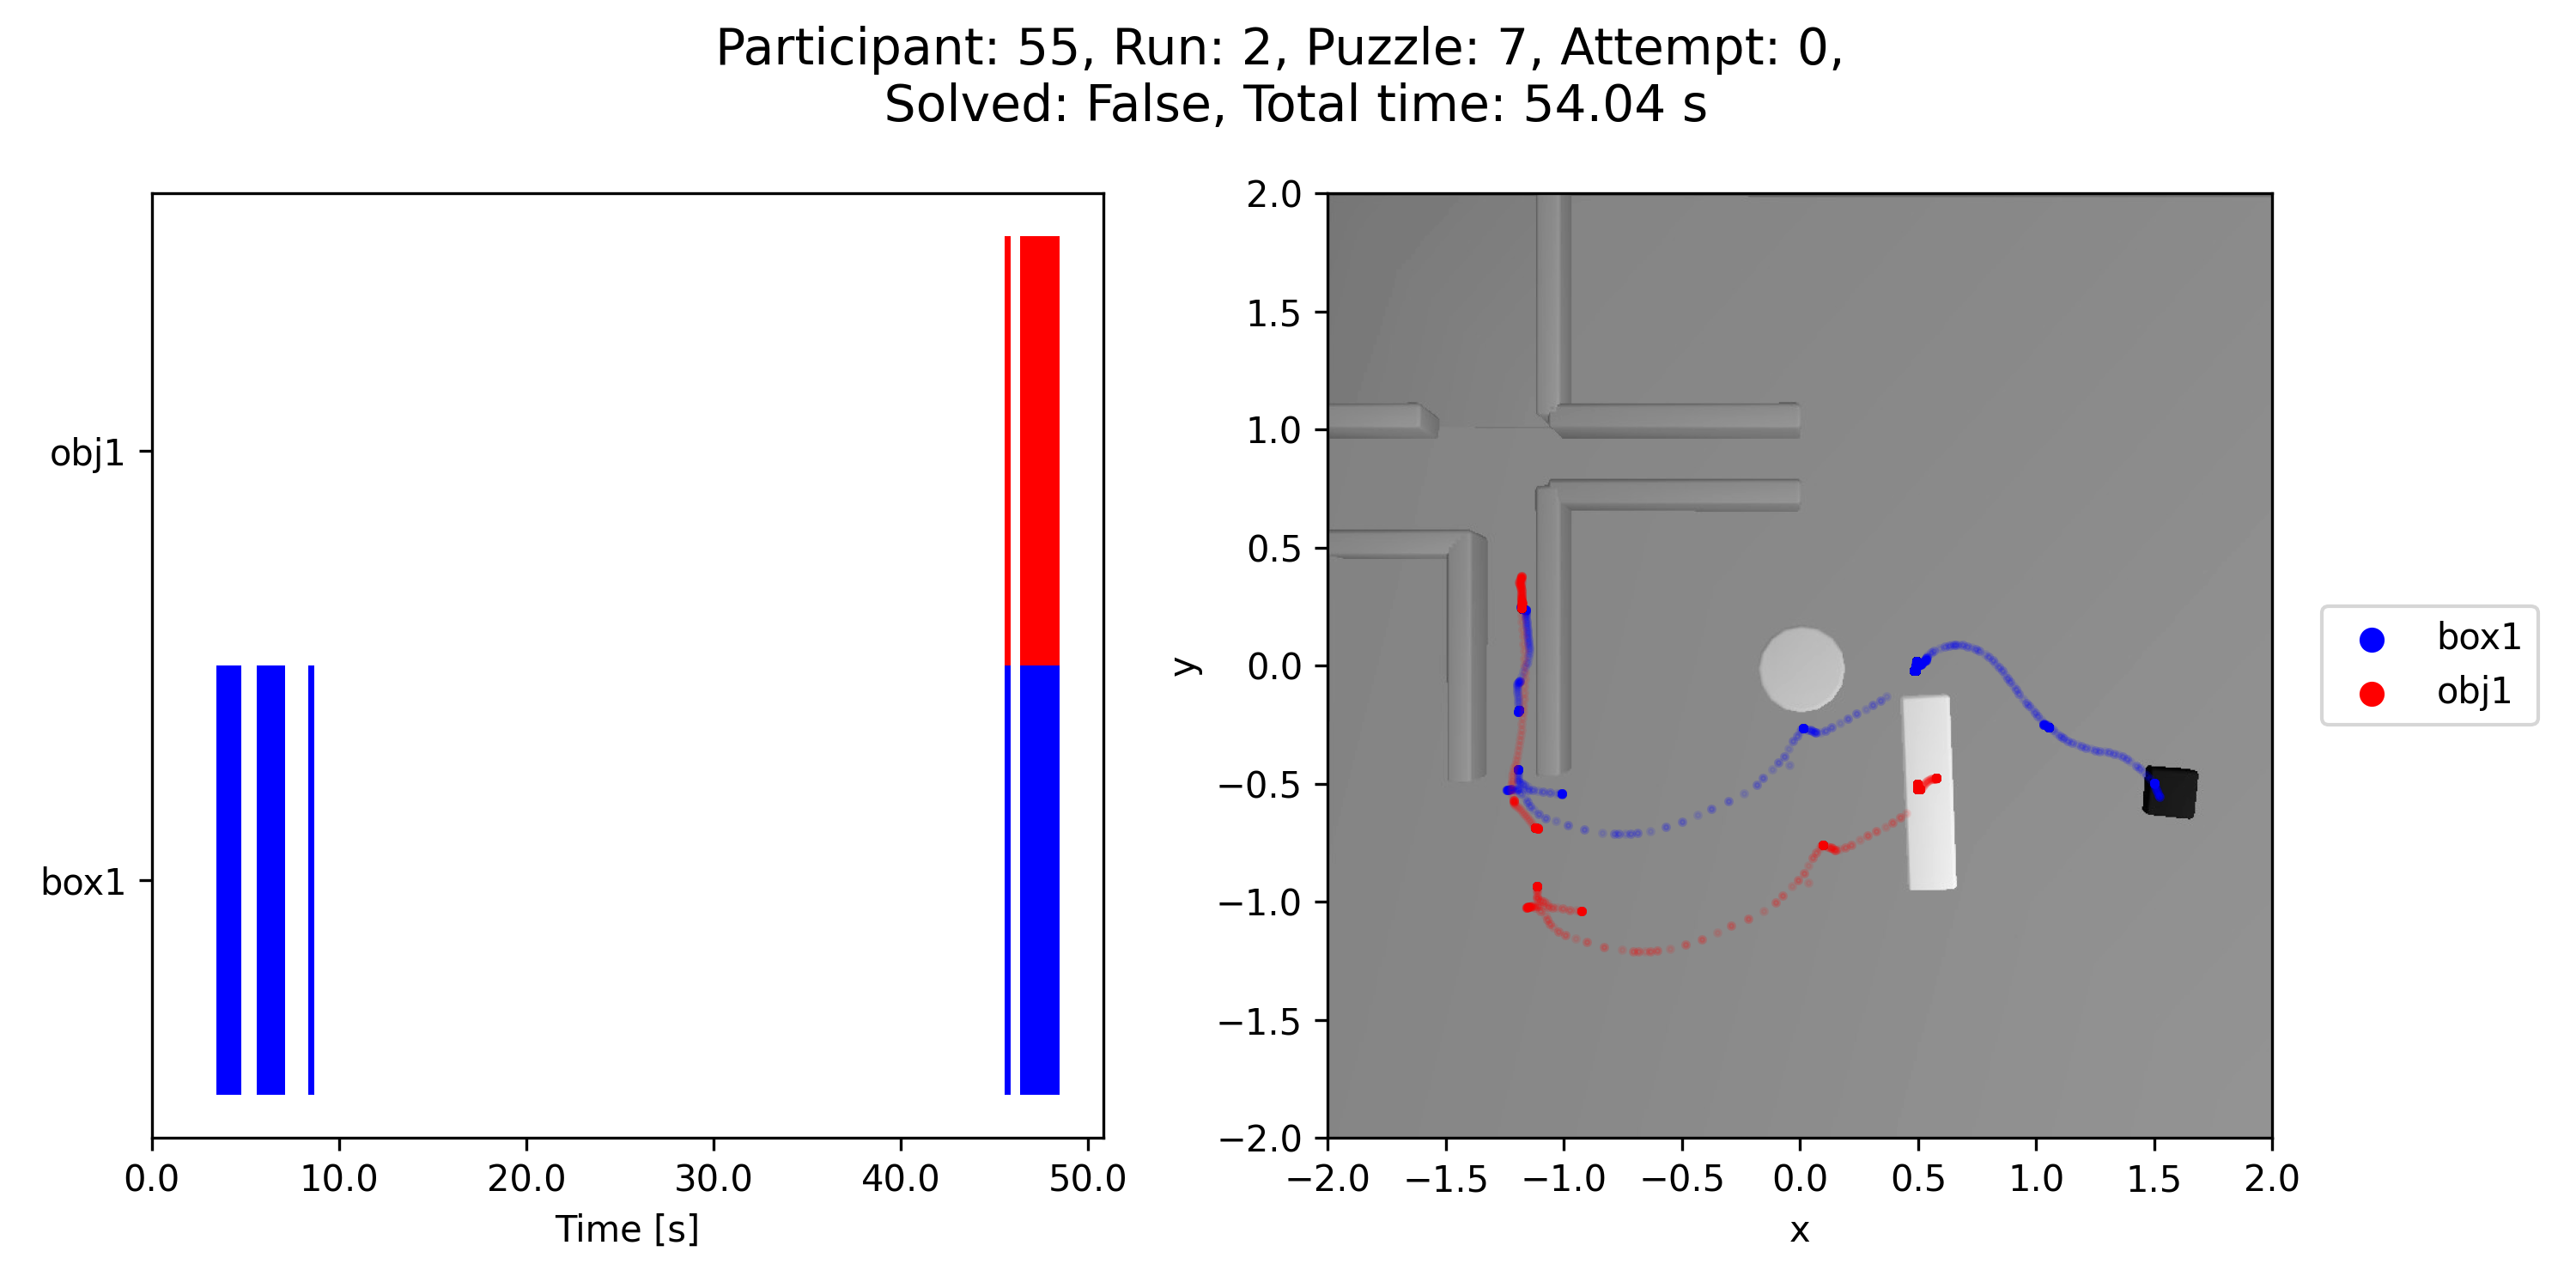 Participant: 55, Run: 2, Puzzle: 7, Attempt: 0,
Solved: False, Total time: 54.04 s
obj1
box1
0.0 10.0 20.0 30.0 40.0 50.0
Time [s]
2.0
1.5
1.0
0.5
0.0
−0.5
−1.0
−1.5
−2.0
y
−2.0 −1.5 −1.0 −0.5 0.0 0.5 1.0 1.5 2.0
x
box1
obj1